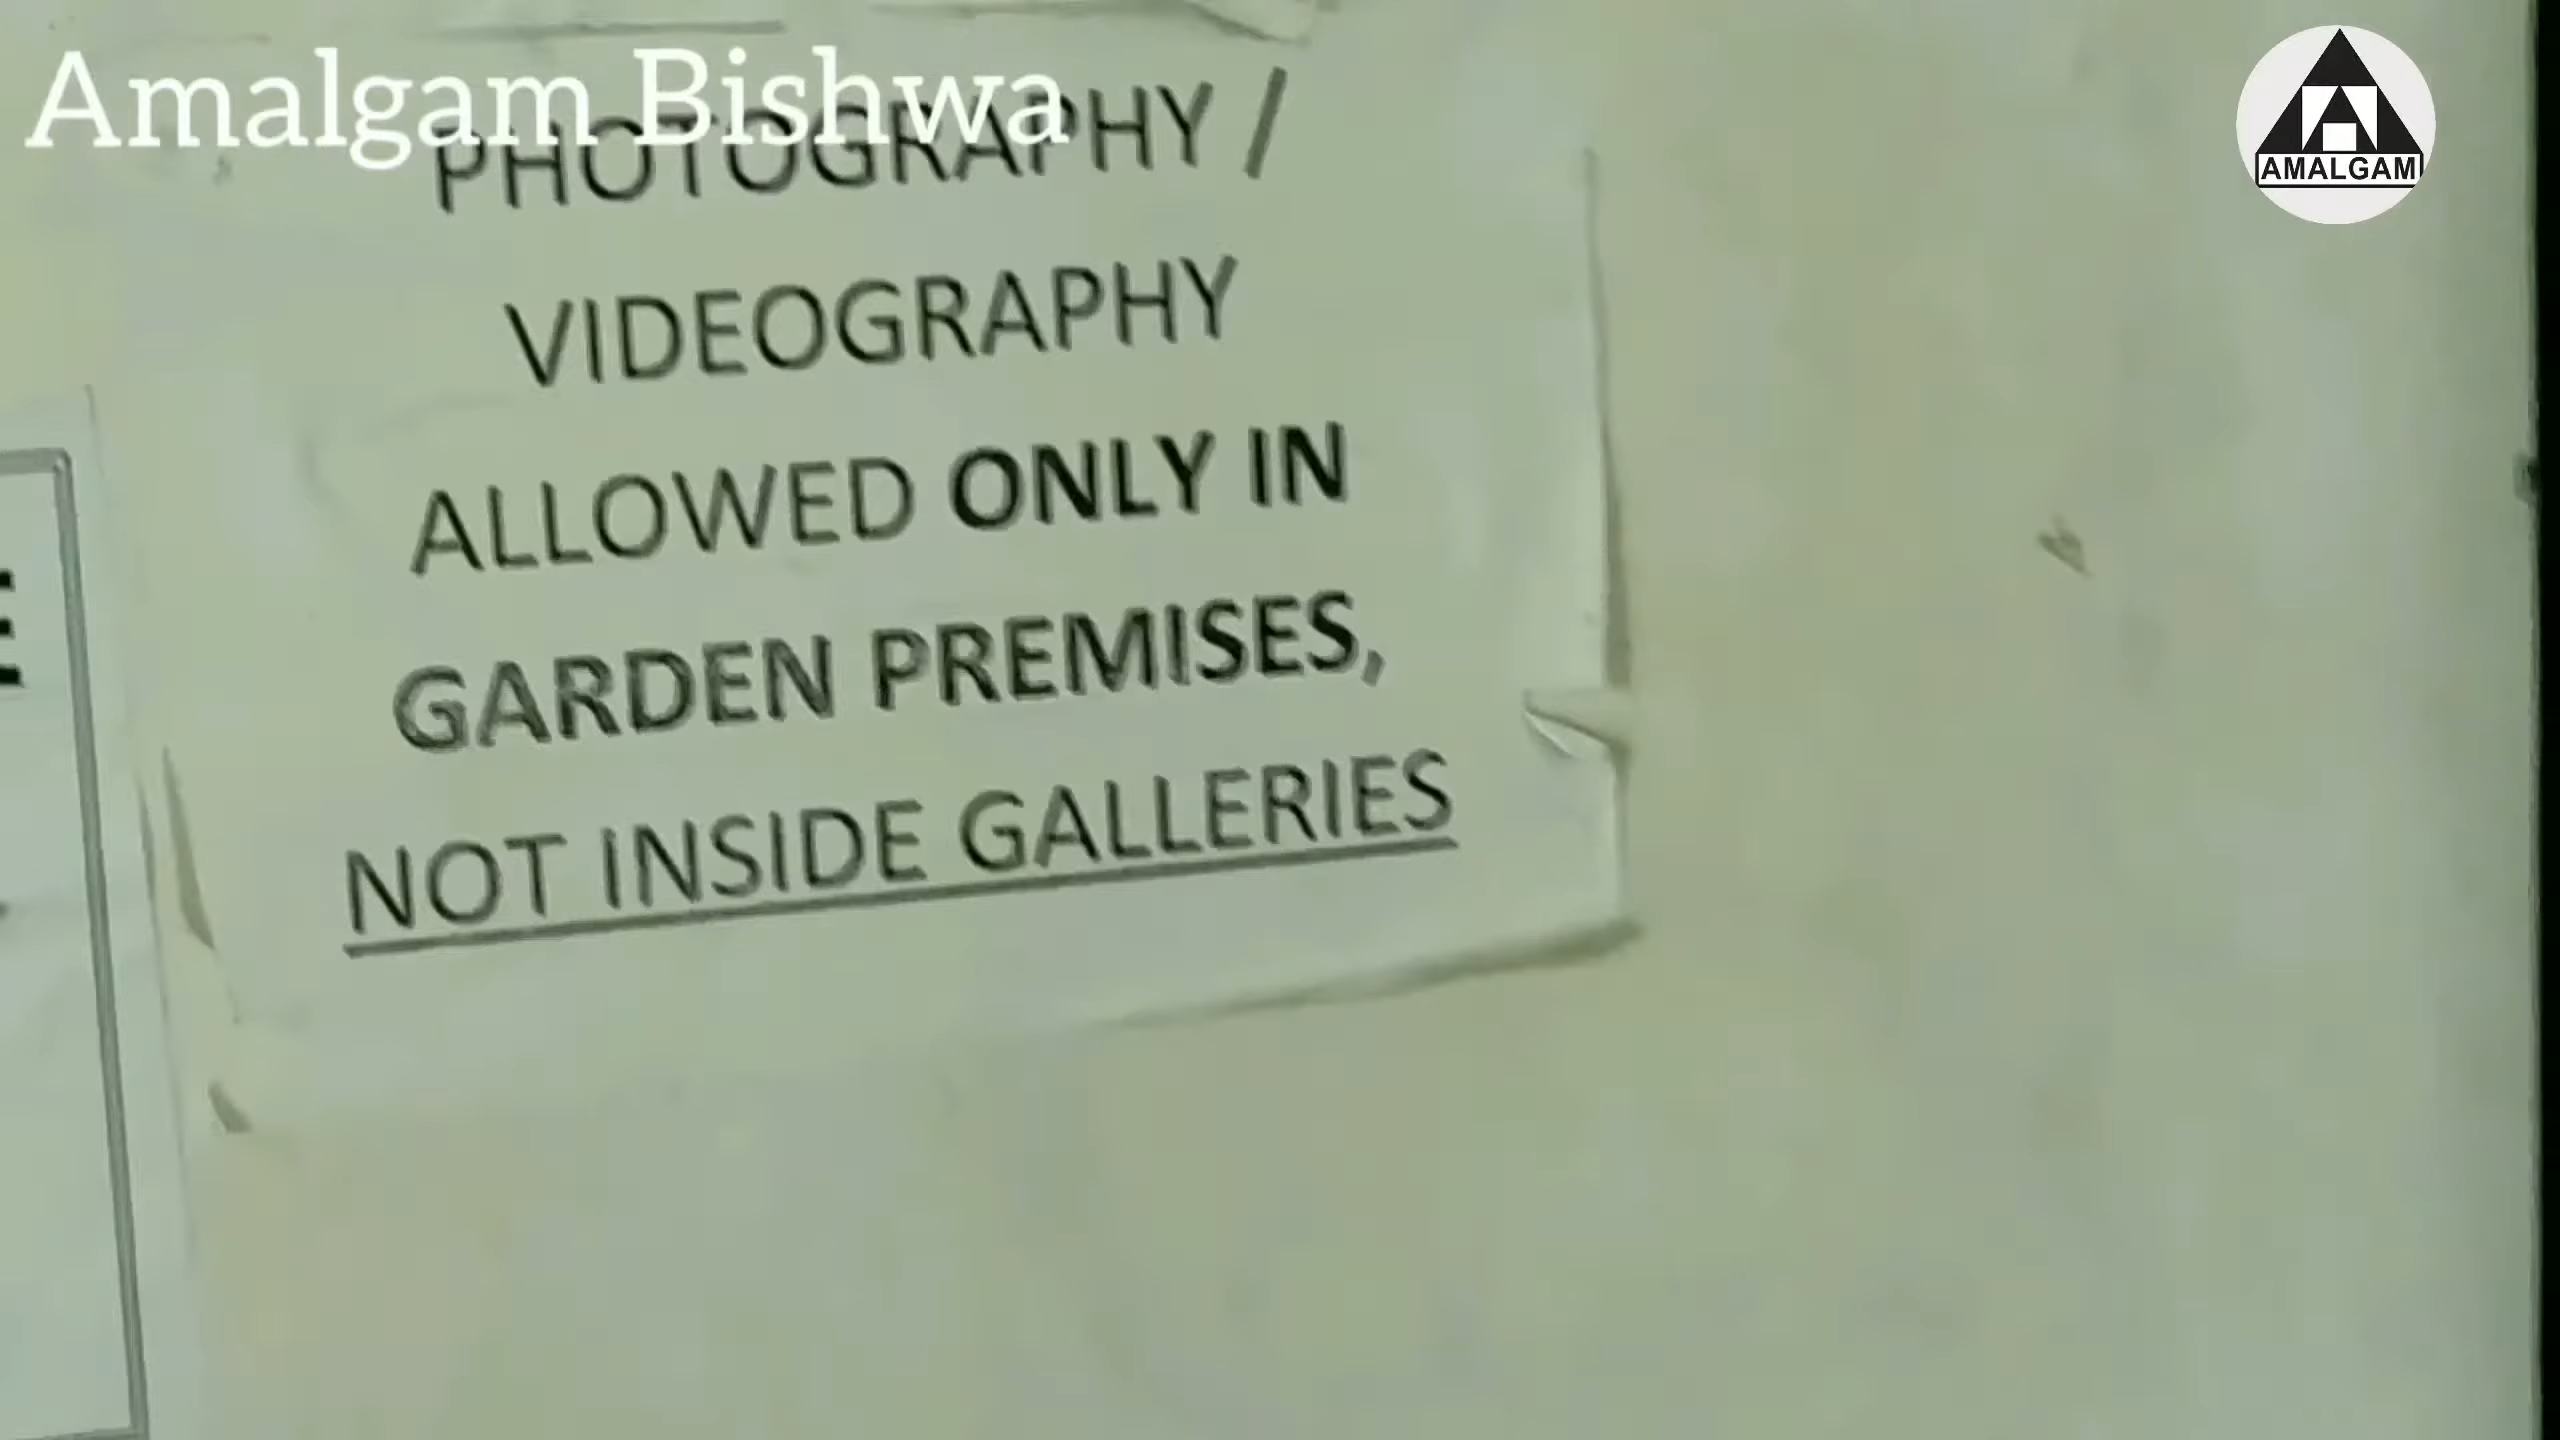 Amalgam Bishwa
AMALGAM
PHOTOGRAPHY /
VIDEOGRAPHY
ALLOWED ONLY IN
GARDEN PREMISES,
NOT INSIDE GALLERIES